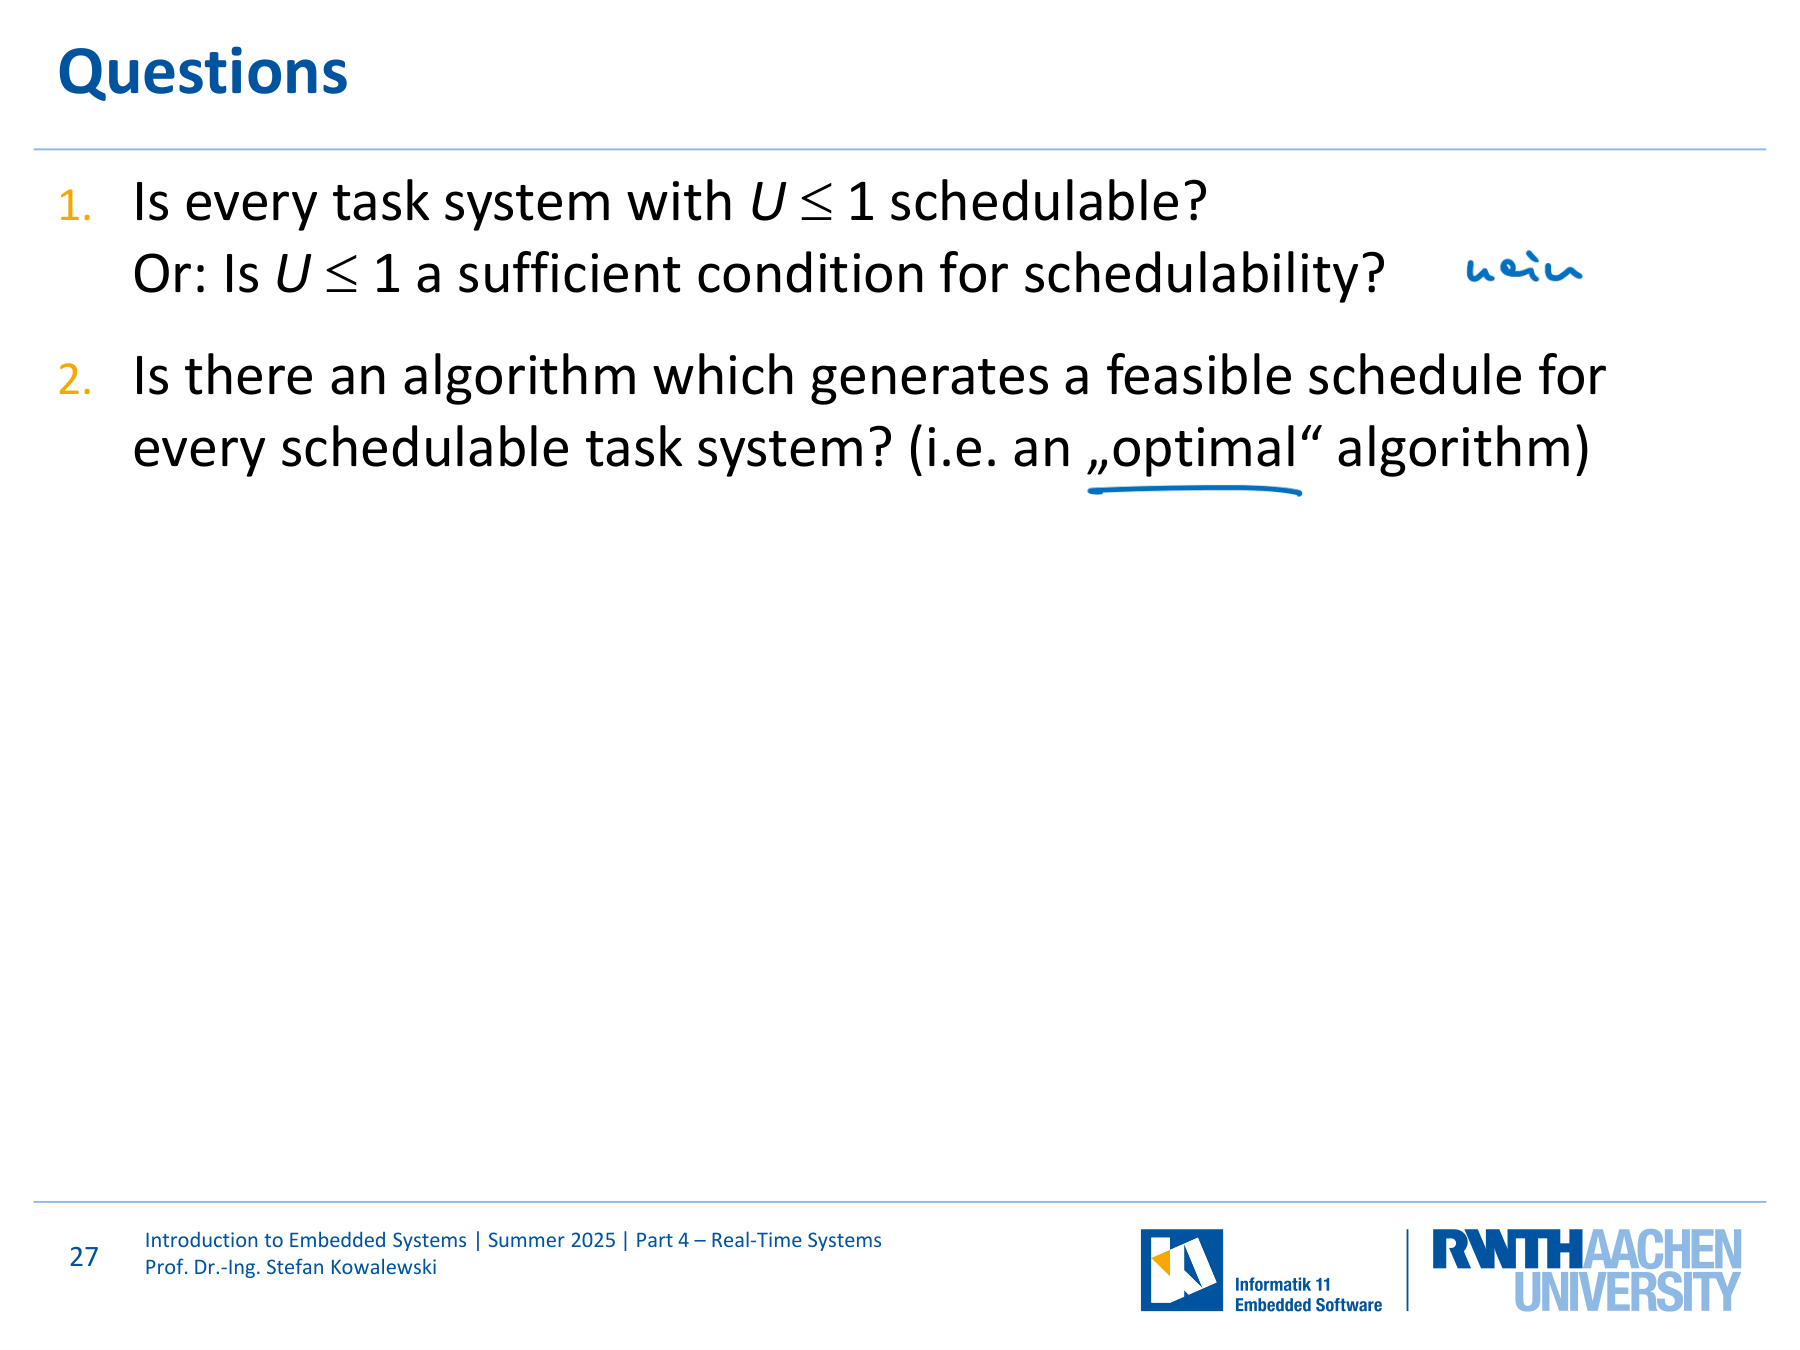 Questions
1. Is every task system with U ≤ 1 schedulable?
Or: Is U ≤ 1 a sufficient condition for schedulability? nein
2. Is there an algorithm which generates a feasible schedule for
every schedulable task system? (i.e. an „optimal“ algorithm)
27
Introduction to Embedded Systems | Summer 2025 | Part 4 – Real-Time Systems
Prof. Dr.-Ing. Stefan Kowalewski
Informatik 11
Embedded Software
RWTHAACHEN
UNIVERSITY